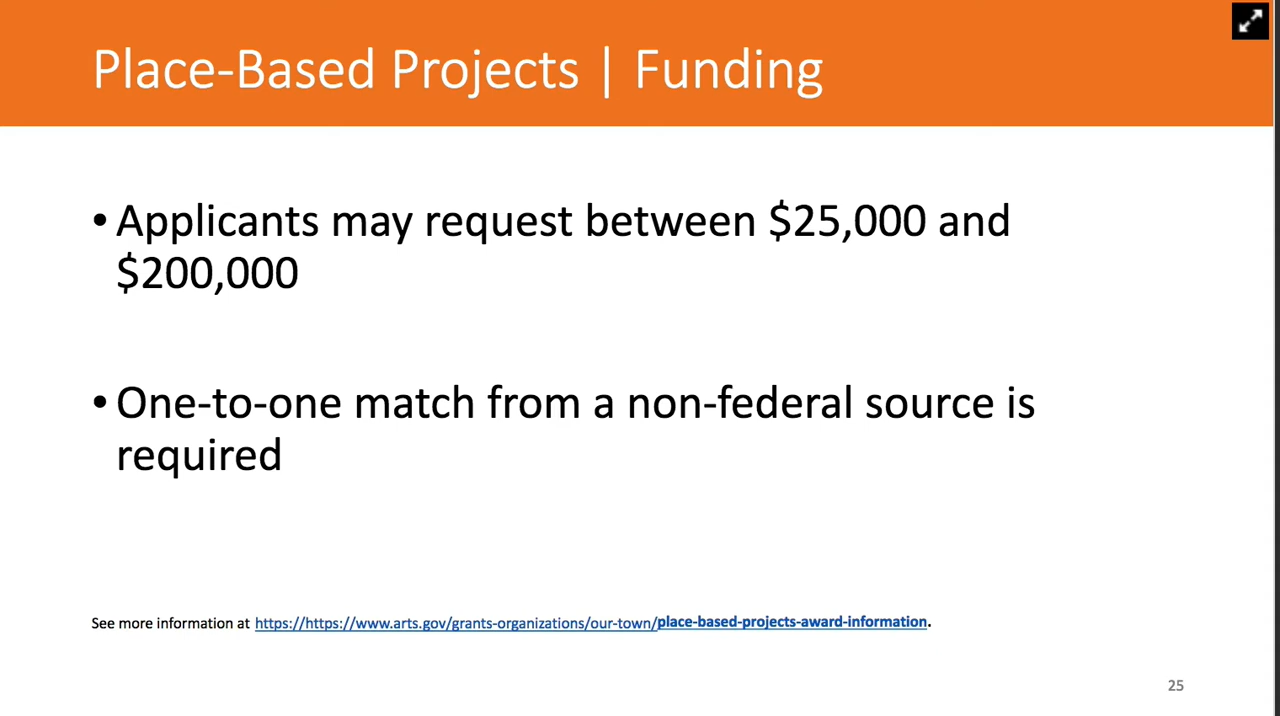 Place-Based Projects | Funding
• Applicants may request between $25,000 and
$200,000
• One-to-one match from a non-federal source is
required
See more information at https://https://www.arts.gov/grants-organizations/our-town/place-based-projects-award-information.
25